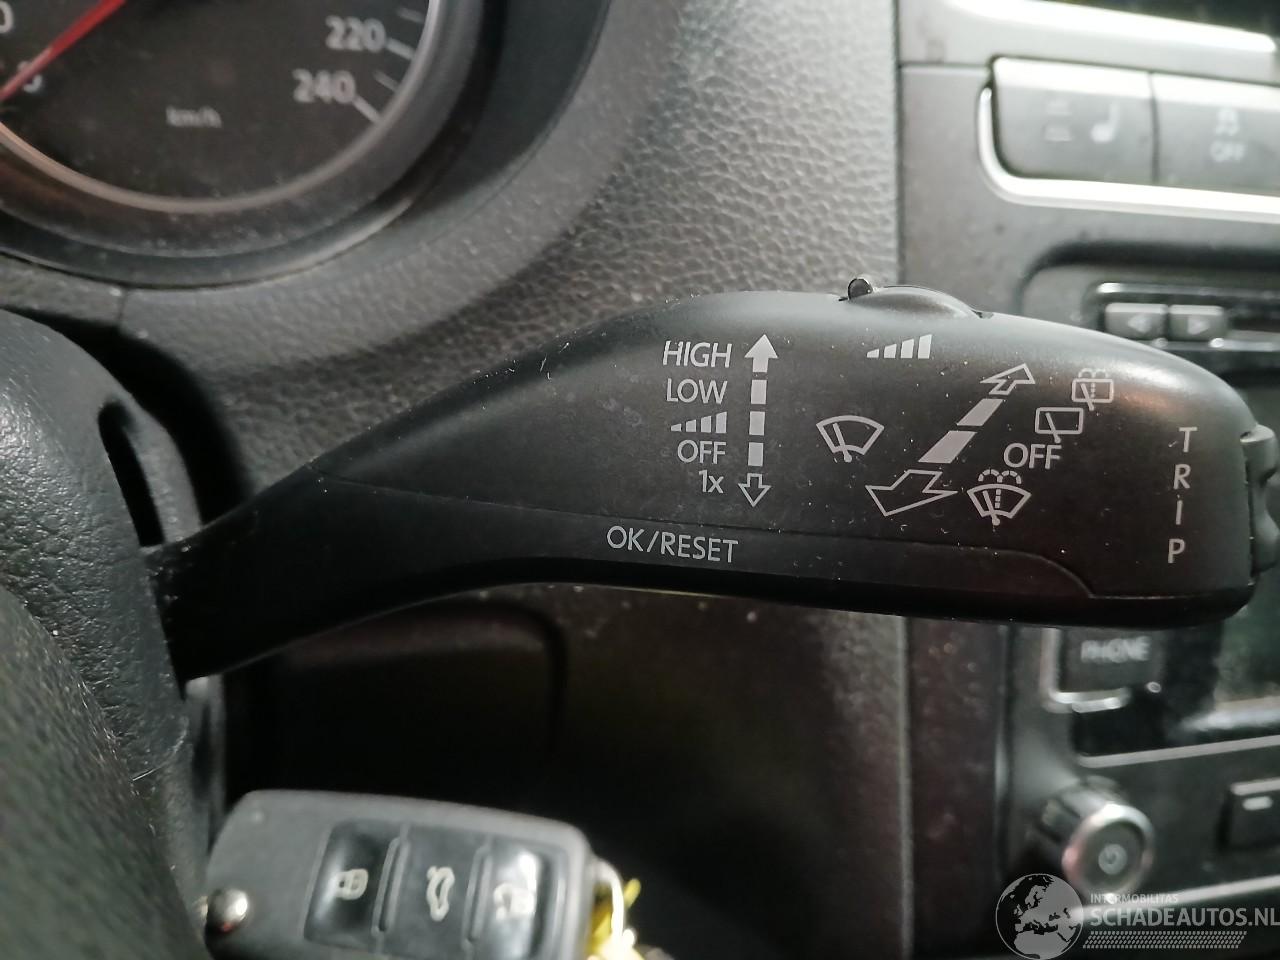 220
240
km/h
OFF
HIGH
LOW
OFF
1x
OFF
TRiP
OK/RESET
PHONE
INTERMOBILITAS
SCHADEAUTOS.NL